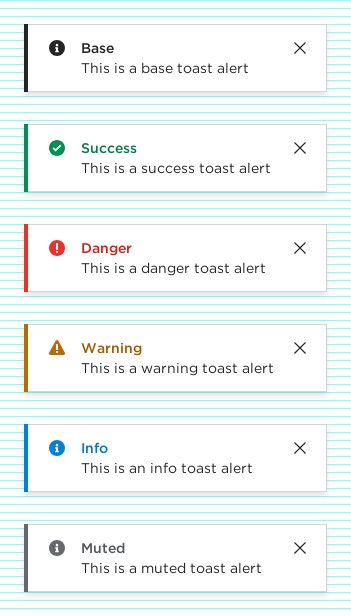 Base
This is a base toast alert
Success
This is a success toast alert
Danger
This is a danger toast alert
Warning
This is a warning toast alert
Info
This is an info toast alert
Muted
This is a muted toast alert